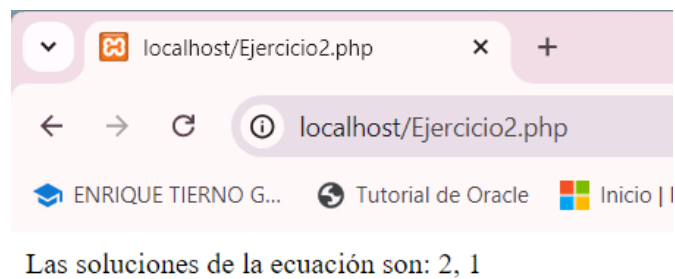 localhost/Ejercicio2.php
localhost/Ejercicio2.php
ENRIQUE TIERNO G... Tutorial de Oracle Inicio |
Las soluciones de la ecuación son: 2, 1